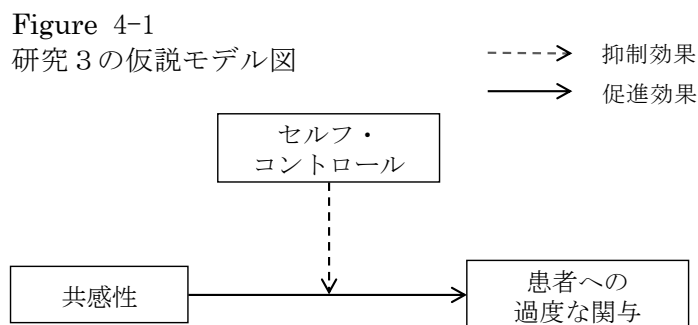 Figure 4-1
研究３の仮説モデル図
抑制効果
促進効果
セルフ・
コントロール
共感性
患者への
過度な関与